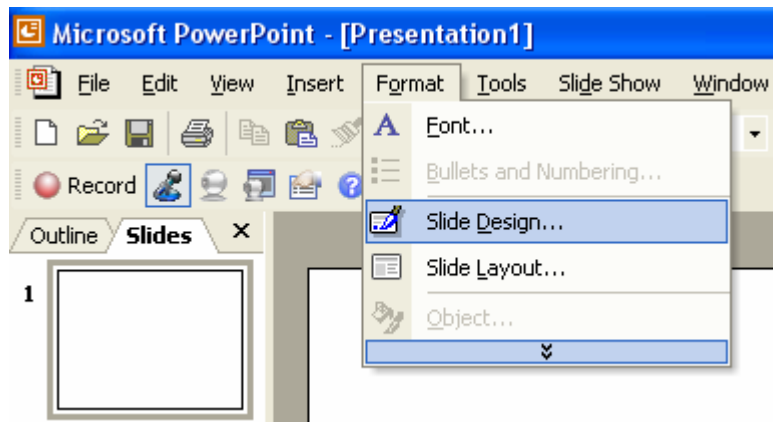 Microsoft PowerPoint - [Presentation1]
File Edit View Insert Format Tools Slide Show Window
A Font...
Bullets and Numbering...
Record
Slide Design...
Outline Slides X
Slide Layout...
1
Object...